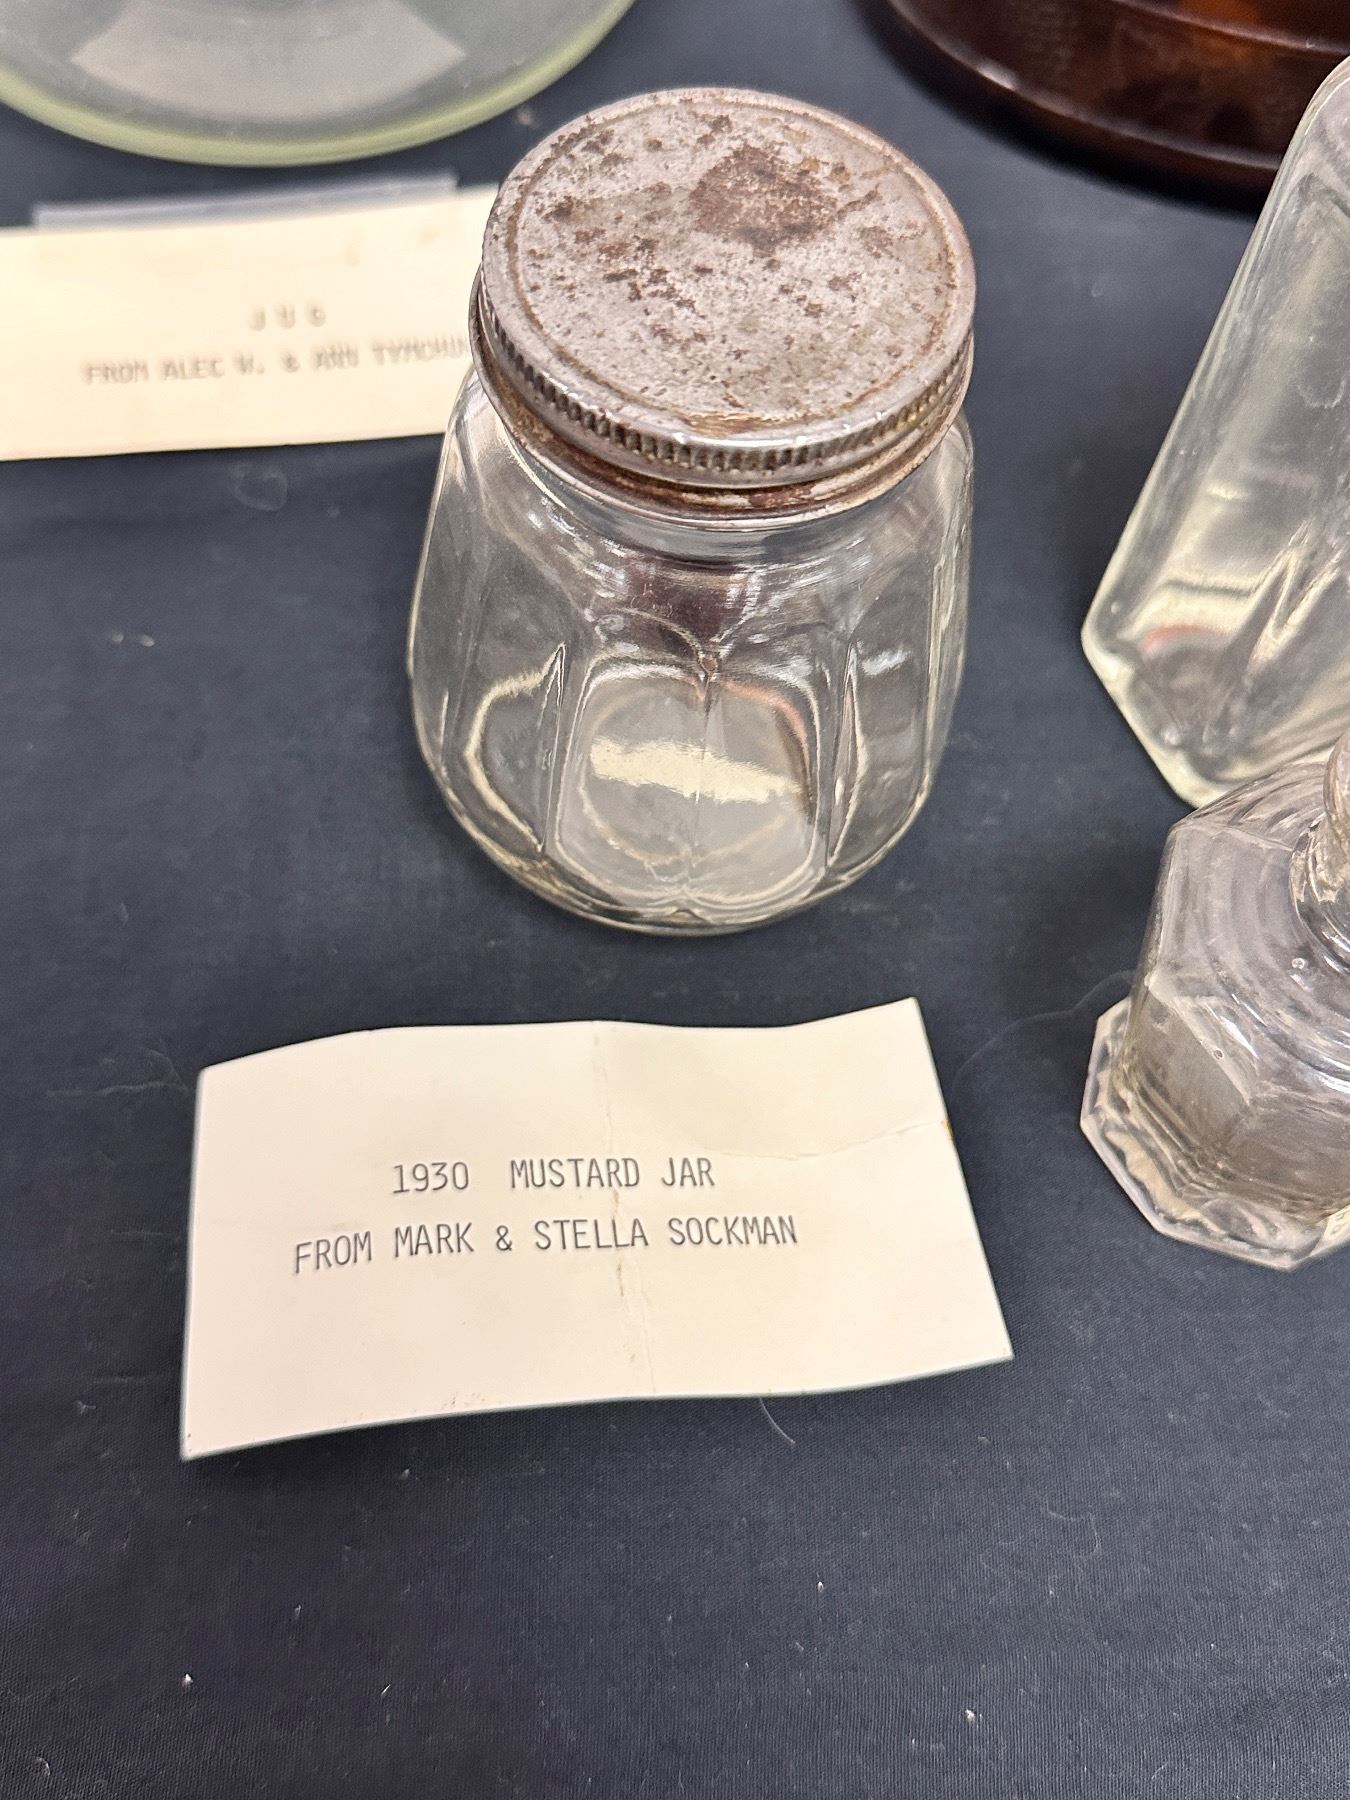 JUG
FROM ALEC W. & ANN
1930 MUSTARD JAR
FROM MARK & STELLA SOCKMAN